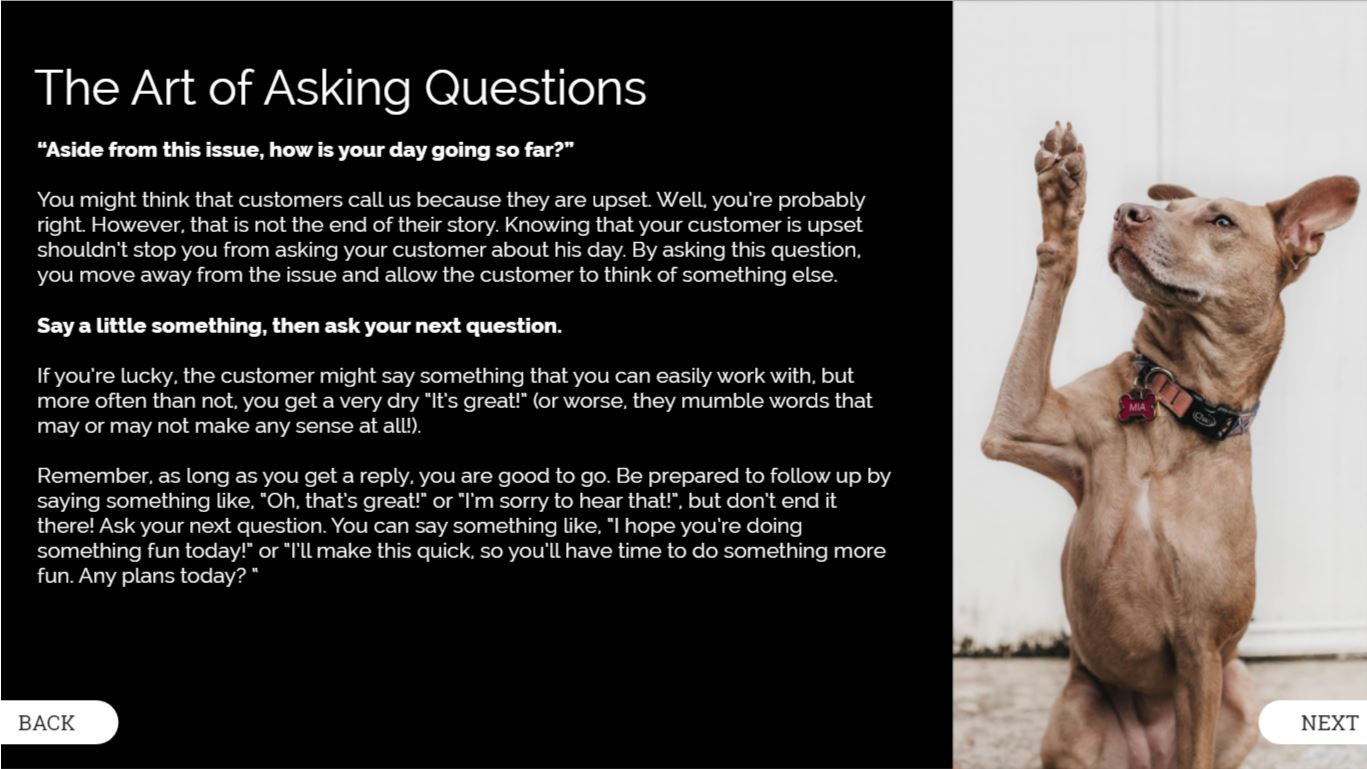 The Art of Asking Questions
“Aside from this issue, how is your day going so far?”
You might think that customers call us because they are upset. Well, you're probably
right. However, that is not the end of their story. Knowing that your customer is upset
shouldn't stop you from asking your customer about his day. By asking this question,
you move away from the issue and allow the customer to think of something else.
Say a little something, then ask your next question.
If you're lucky, the customer might say something that you can easily work with, but
more often than not, you get a very dry "It's great!" (or worse, they mumble words that
may or may not make any sense at all!).
Remember, as long as you get a reply, you are good to go. Be prepared to follow up by
saying something like, "Oh, that's great!" or "I'm sorry to hear that!", but don't end it
there! Ask your next question. You can say something like, "I hope you're doing
something fun today!" or "I'll make this quick, so you'll have time to do something more
fun. Any plans today? "
MIA
BACK
NEXT